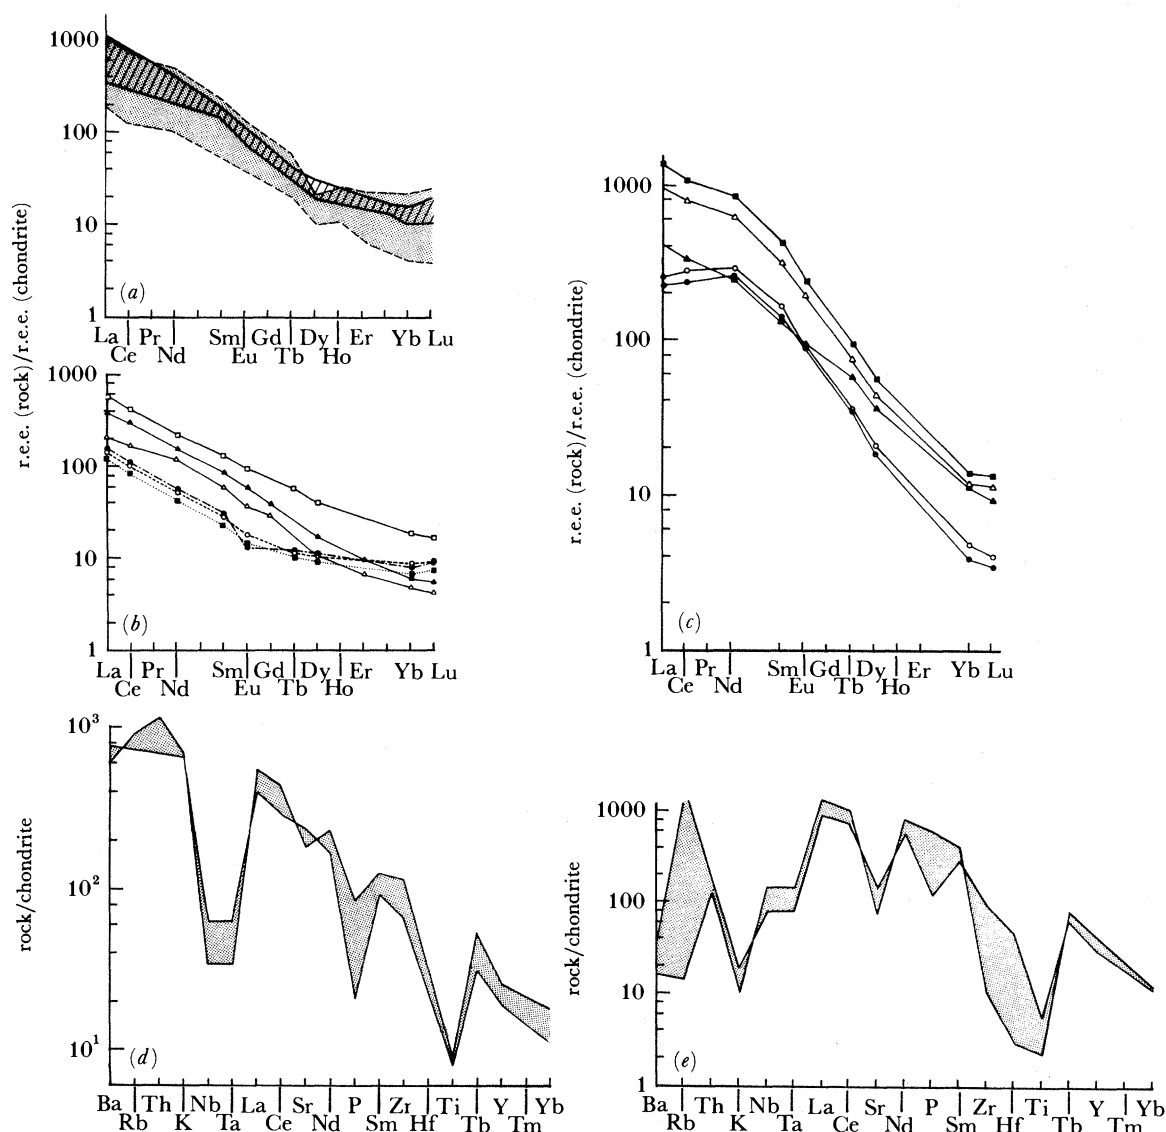 1000
100
10
1
(a)
La Pr Sm Gd Dy Er Yb Lu
Ce Nd Eu Tb Ho
r.e.e. (rock)/r.e.e. (chondrite)
1000
100
10
1
(b)
La Pr Sm Gd Dy Er Yb Lu
Ce Nd Eu Tb Ho
1000
100
10
1
(c)
r.e.e. (rock)/r.e.e. (chondrite)
La Pr Sm Gd Dy Er Yb Lu
Ce Nd Eu Tb Ho
10³
10²
10¹
(d)
rock/chondrite
Ba Th Nb La Sr P Zr Ti Y Yb
Rb K Ta Ce Nd Sm Hf Tb Tm
1000
100
10
1
(e)
rock/chondrite
Ba Th Nb La Sr P Zr Ti Y Yb
Rb K Ta Ce Nd Sm Hf Tb Tm